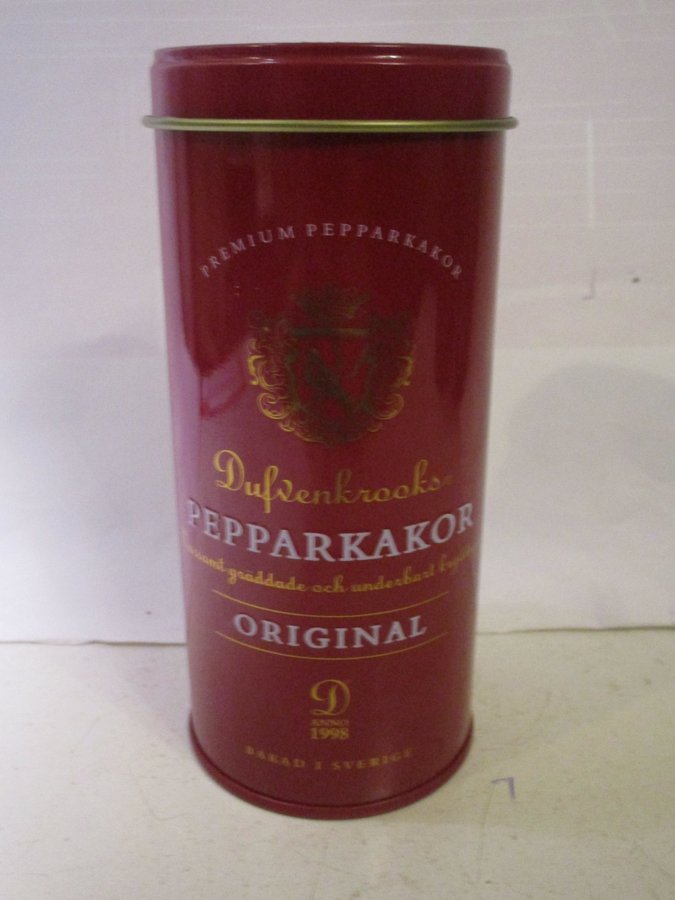 PREMIUM PEPPARKAKOR
Dufvenkrooks
PEPPARKAKOR
gräddade och underbart
ORIGINAL
D
ANNO
1998
BAKAD I SVERIGE